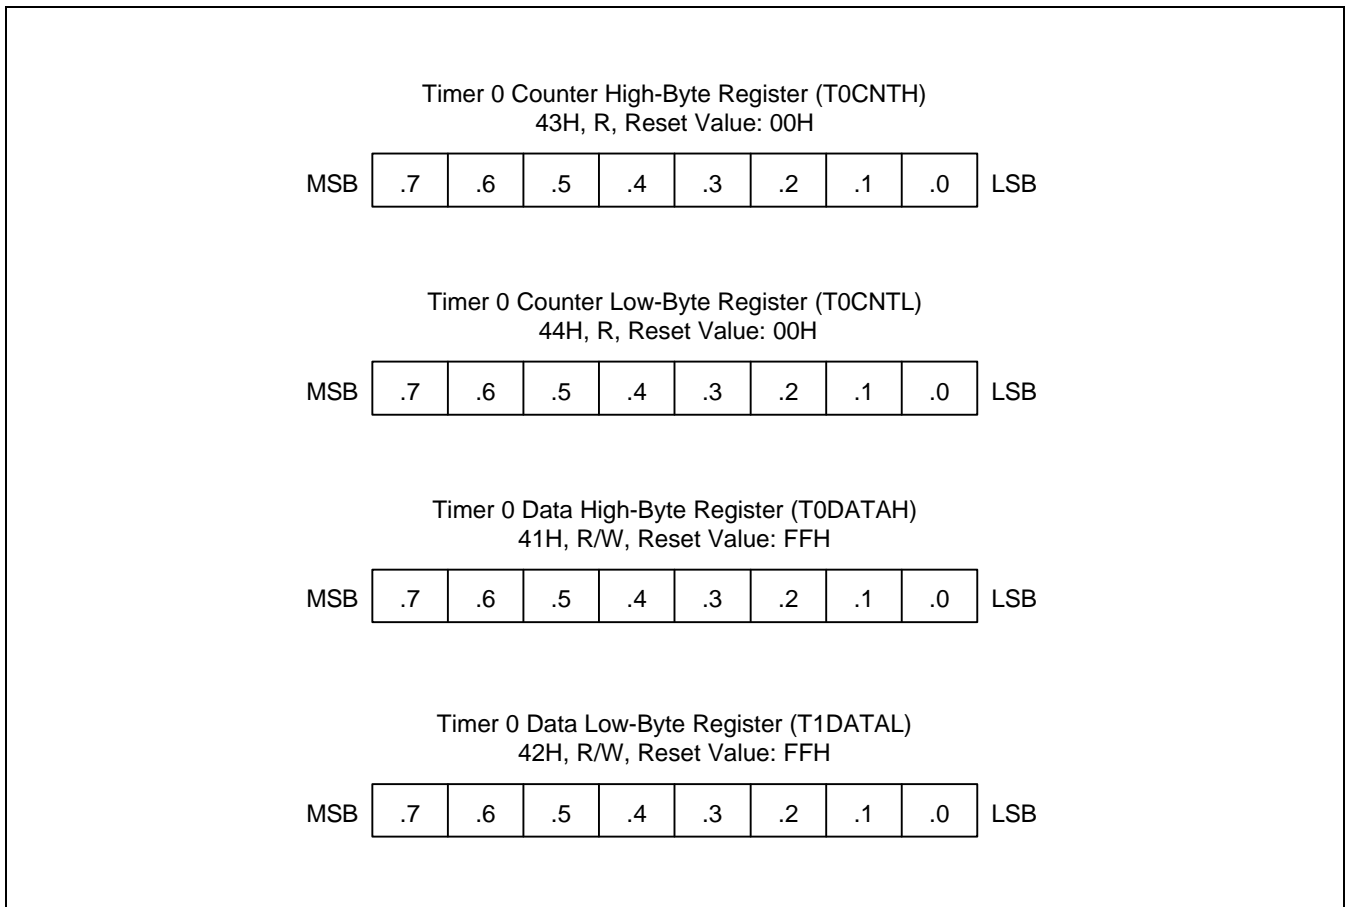 Timer 0 Counter High-Byte Register (T0CNTH)
43H, R, Reset Value: 00H
MSB .7 .6 .5 .4 .3 .2 .1 .0 LSB
Timer 0 Counter Low-Byte Register (T0CNTL)
44H, R, Reset Value: 00H
MSB .7 .6 .5 .4 .3 .2 .1 .0 LSB
Timer 0 Data High-Byte Register (T0DATAH)
41H, R/W, Reset Value: FFH
MSB .7 .6 .5 .4 .3 .2 .1 .0 LSB
Timer 0 Data Low-Byte Register (T1DATAL)
42H, R/W, Reset Value: FFH
MSB .7 .6 .5 .4 .3 .2 .1 .0 LSB